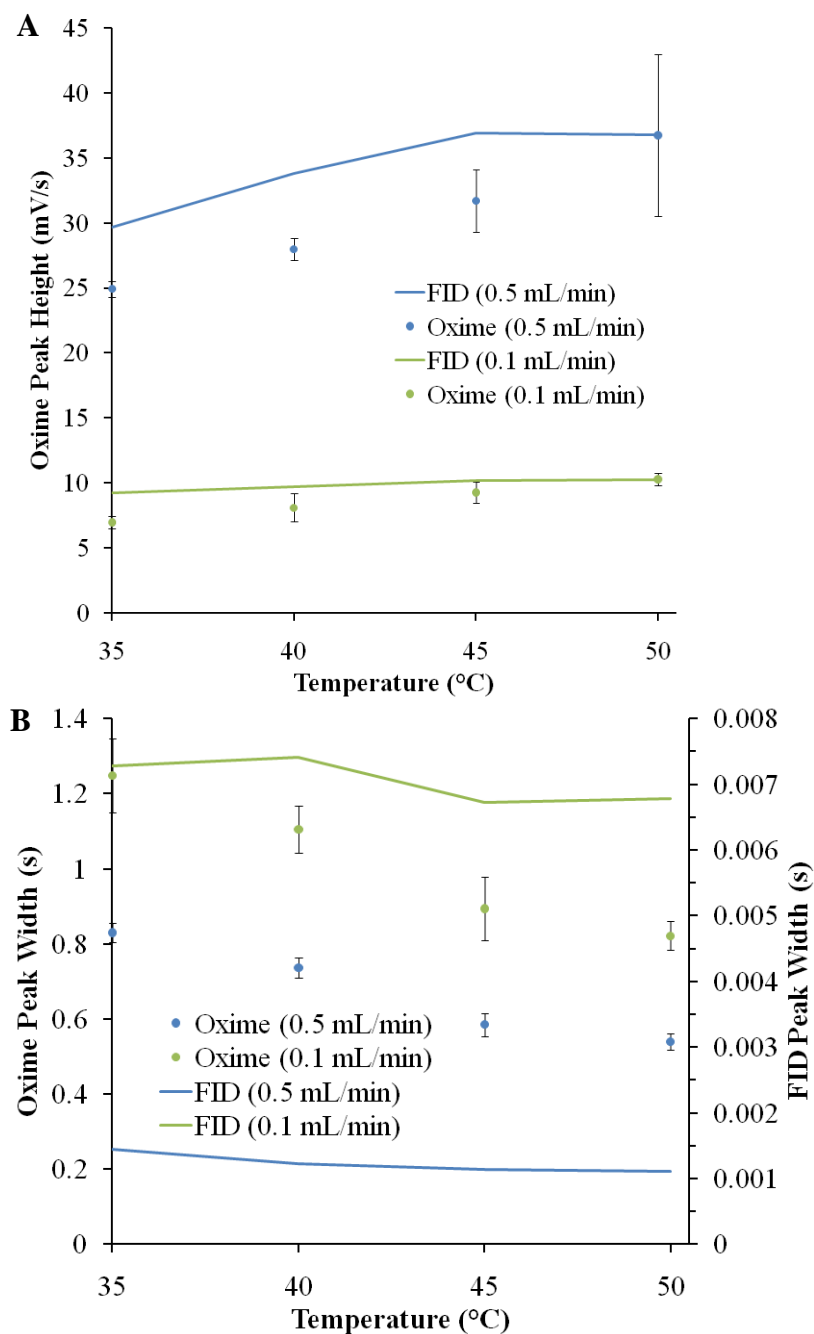 A
45
40
35
30
25
20
15
10
5
0
Oxime Peak Height (mV/s)
FID (0.5 mL/min)
Oxime (0.5 mL/min)
FID (0.1 mL/min)
Oxime (0.1 mL/min)
35 40 45 50
Temperature (°C)
B
1.4
1.2
1
0.8
0.6
0.4
0.2
0
Oxime Peak Width (s)
Oxime (0.5 mL/min)
Oxime (0.1 mL/min)
FID (0.5 mL/min)
FID (0.1 mL/min)
0.008
0.007
0.006
0.005
0.004
0.003
0.002
0.001
0
FID Peak Width (s)
35 40 45 50
Temperature (°C)